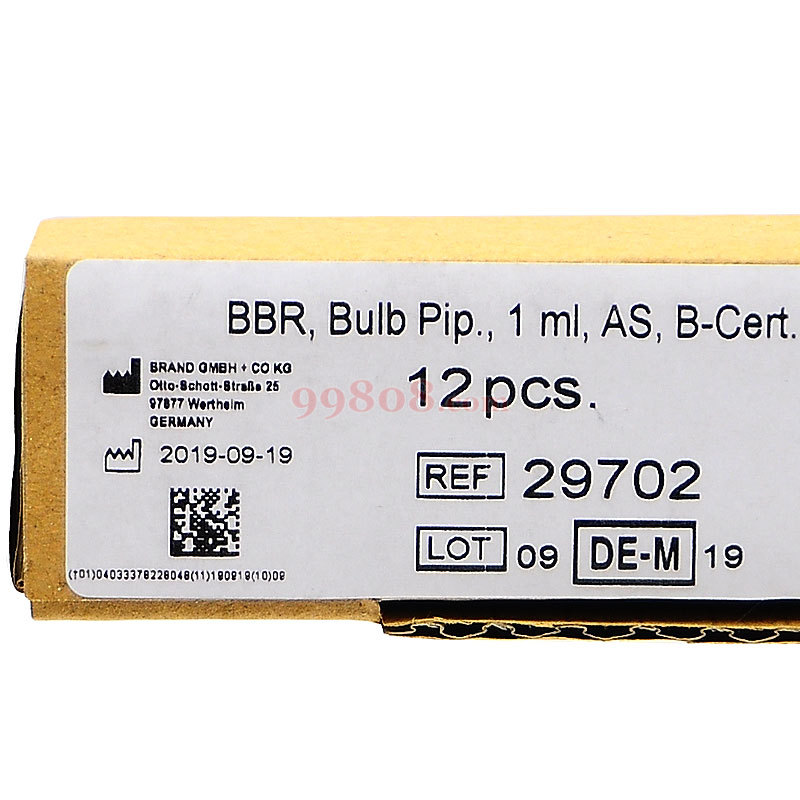 BBR, Bulb Pip., 1 ml, AS, B-Cert.
BRAND GMBH + CO KG
Otto-Schott-Straße 25
97877 Wertheim
GERMANY
12 pcs.
99808.com
2019-09-19
REF 29702
LOT 09 DE-M 19
(†01)04033378228048(11)190919(10)09